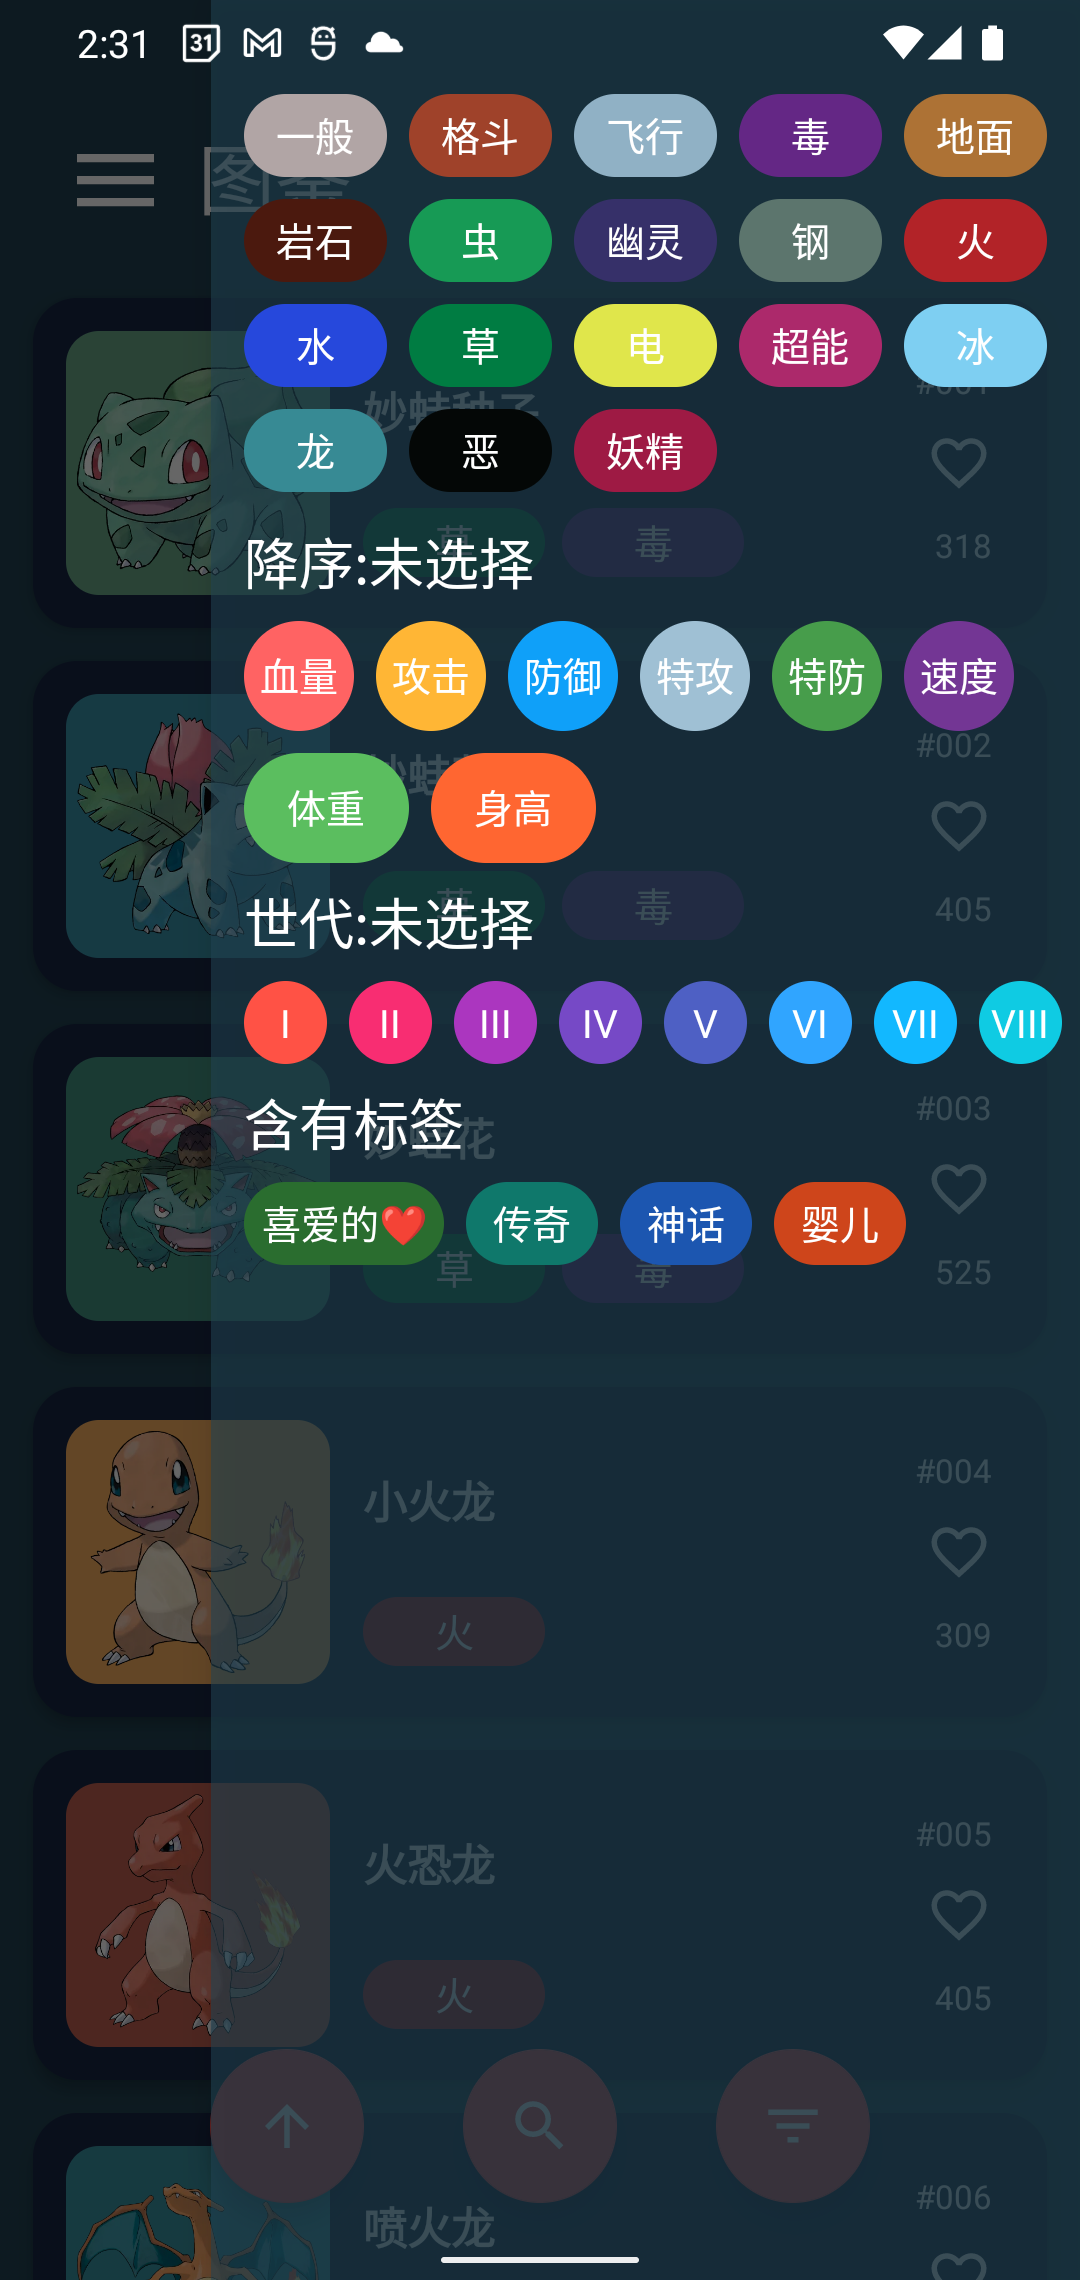 2:31 31
一般 格斗 飞行 毒 地面
图鉴
岩石 虫 幽灵 钢 火
水 草 电 超能 冰
#001
妙蛙种子
龙 恶 妖精
草 毒 318
降序:未选择
血量 攻击 防御 特攻 特防 速度
#002
体重 身高
草 毒 405
世代:未选择
I II III IV V VI VII VIII
#003
含有标签
妙蛙花
喜爱的❤️ 传奇 神话 婴儿
草 毒 525
#004
小火龙
火 309
#005
火恐龙
火 405
#006
喷火龙